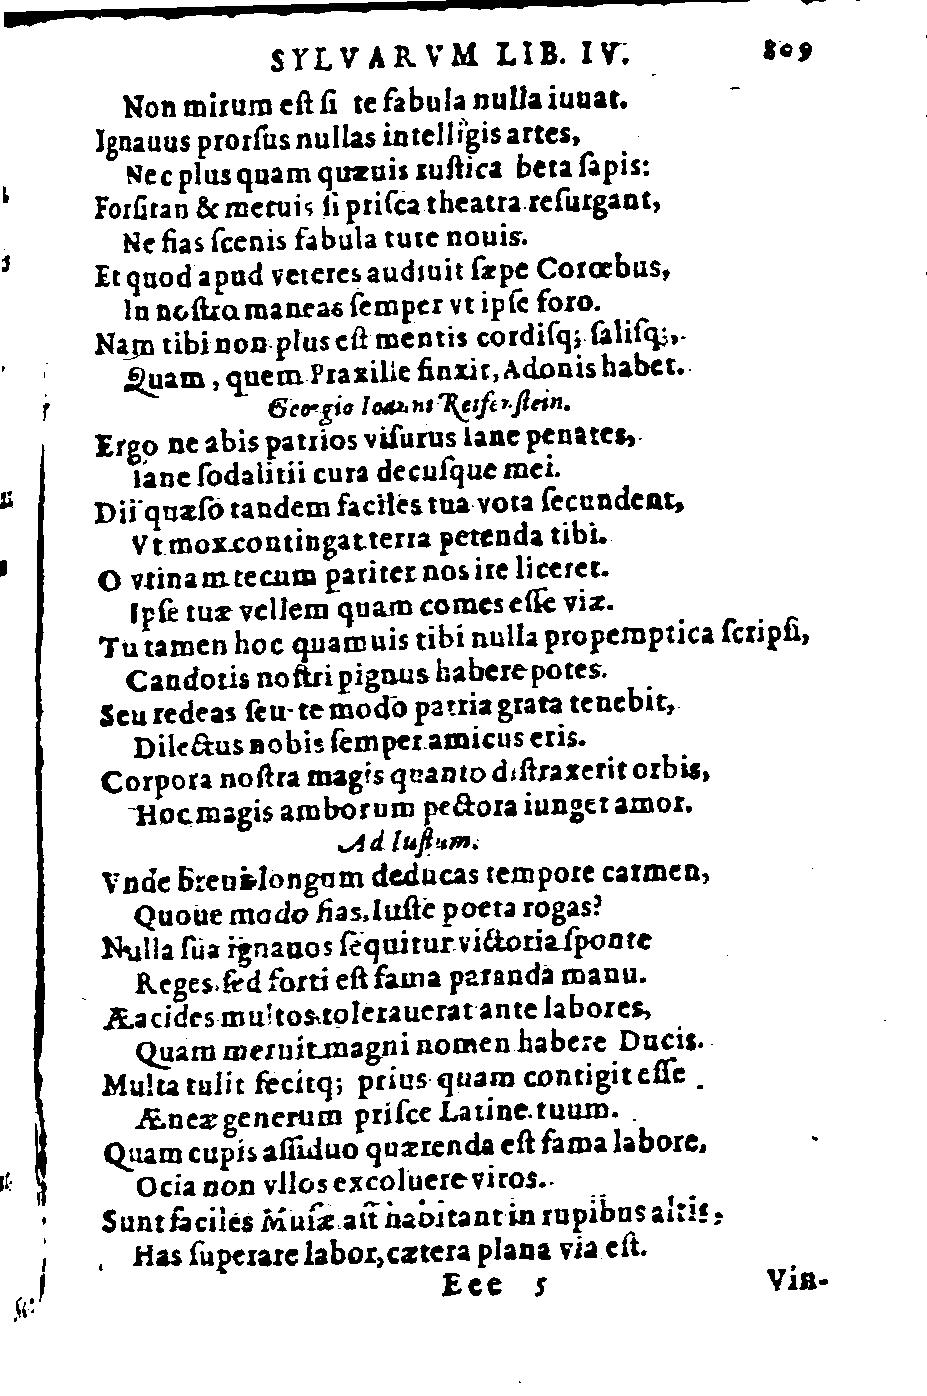 SYLVARVM LIB. IV. 809
Non mirum est si te fabula nulla iuuat.
Ignauus prorſus nullas intelligis artes,
Nec plus quam quæuis ruſtica beta ſapis:
Forſitan & metuis ſi priſca theatra reſurgant,
Ne fias ſcenis fabula tute nouis.
Et quod apud veteres audiuit ſæpe Corœbus,
In noſtro maneas ſemper vt ipſe foro.
Nam tibi non plus eſt mentis cordiſq; ſaliſq;,
Quam, quem Praxilie finxit, Adonis habet.
Georgio Ioanni Reifenſtein.
Ergo ne abis patrios viſurus Iane penates,
Iane ſodalitii cura decuſque mei.
Dii quæſo tandem faciles tua vota ſecundent,
Vt mox contingat terra petenda tibi.
O vtinam tecum pariter nos ire liceret.
Ipſe tuæ vellem quam comes eſſe viæ.
Tu tamen hoc quamuis tibi nulla propemptica ſcripſi,
Candoris noſtri pignus habere potes.
Seu redeas ſeu te modo patria grata tenebit,
Dilectus nobis ſemper amicus eris.
Corpora noſtra magis quanto diſtraxerit orbis,
Hoc magis amborum pectora iunget amor.
Ad Iuſtum.
Vnde breui longum deducas tempore carmen,
Quoue modo fias, Iuſte poeta rogas?
Nulla ſua ignauos ſequitur victoria ſponte
Reges, ſed forti eſt fama paranda manu.
Æacides multos tolerauerat ante labores,
Quam meruit magni nomen habere Ducis.
Multa tulit fecitq; prius quam contigit eſſe
Æneæ generum priſce Latine tuum.
Quam cupis aſſiduo quærenda eſt fama labore,
Ocia non vllos excoluere viros.
Sunt faciles Muſæ aſt habitant in rupibus altis,
Has ſuperare labor, cætera plana via eſt.
Eee 5 Vin-